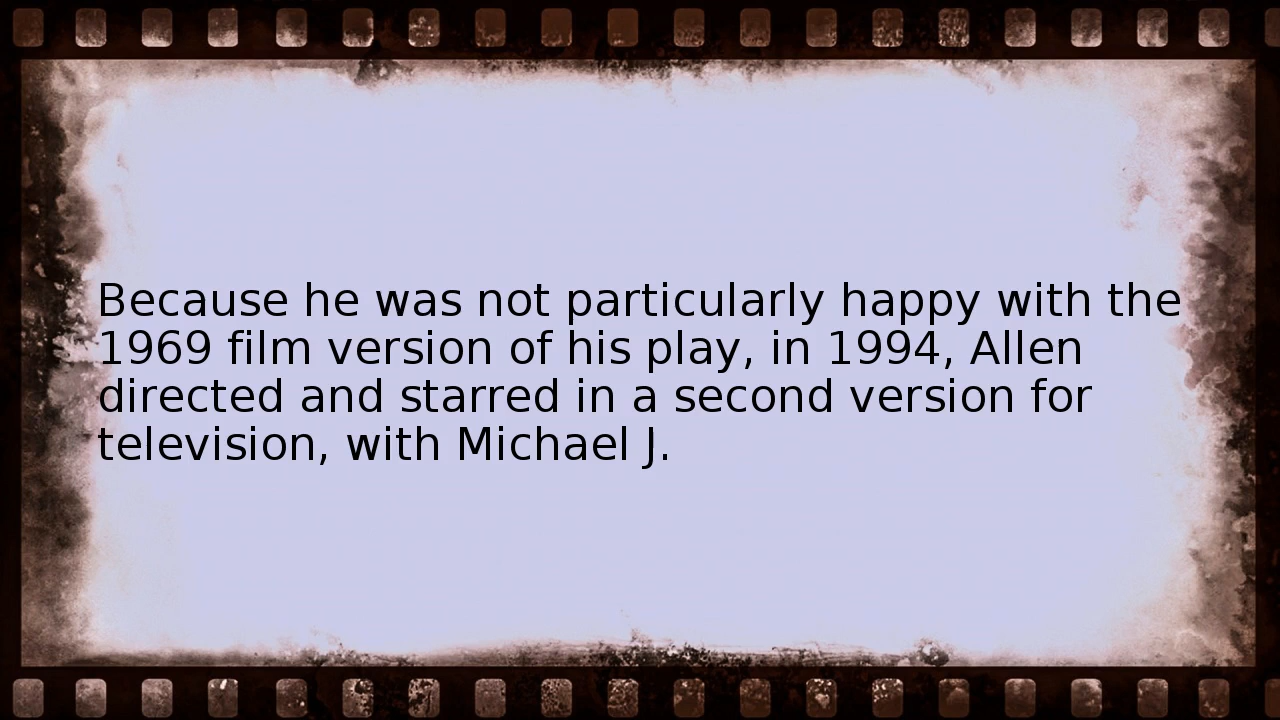 Because he was not particularly happy with the
1969 film version of his play, in 1994, Allen
directed and starred in a second version for
television, with Michael J.